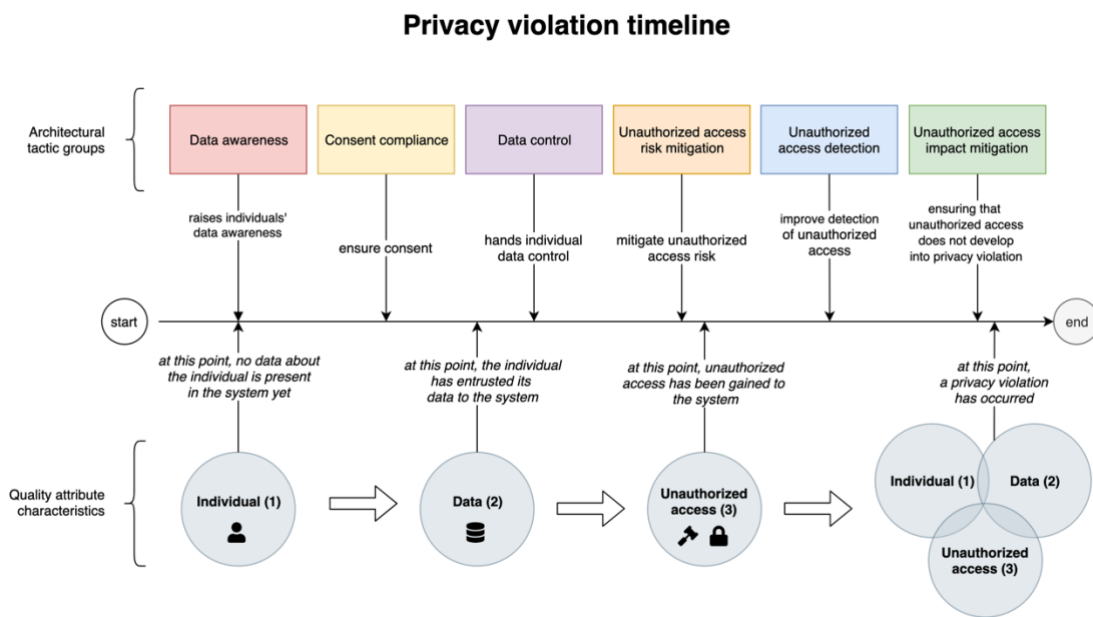 Privacy violation timeline
Architectural
tactic groups
Data awareness
Consent compliance
Data control
Unauthorized access
risk mitigation
Unauthorized
access detection
Unauthorized access
impact mitigation
raises individuals'
data awareness
ensure consent
hands individual
data control
mitigate unauthorized
access risk
improve detection
of unauthorized
access
ensuring that
unauthorized access
does not develop
into privacy violation
start
end
at this point, no data about
the individual is present
in the system yet
at this point, the individual
has entrusted its
data to the system
at this point, unauthorized
access has been gained to
the system
at this point,
a privacy violation
has occurred
Quality attribute
characteristics
Individual (1)
Data (2)
Unauthorized
access (3)
Individual (1)
Data (2)
Unauthorized
access (3)